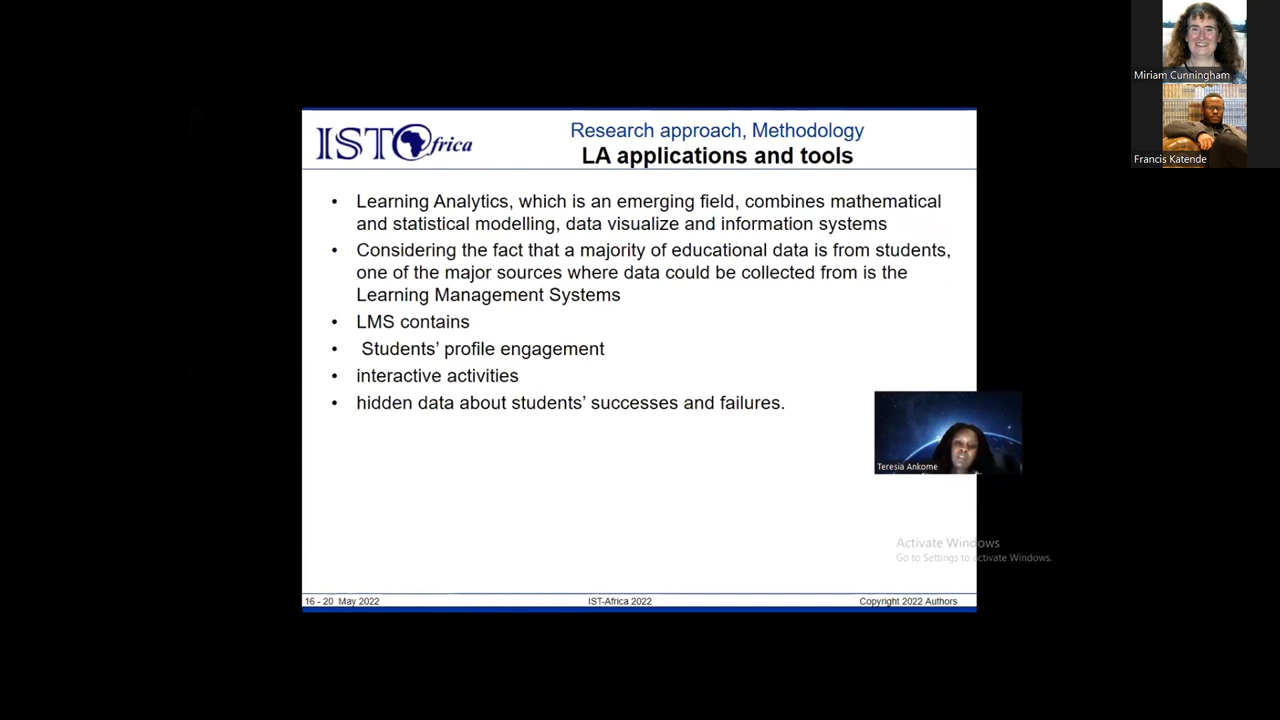 Miriam Cunningham
Francis Katende
IST Africa
Research approach, Methodology
LA applications and tools
• Learning Analytics, which is an emerging field, combines mathematical
and statistical modelling, data visualize and information systems
• Considering the fact that a majority of educational data is from students,
one of the major sources where data could be collected from is the
Learning Management Systems
• LMS contains
• Students’ profile engagement
• interactive activities
• hidden data about students’ successes and failures.
Teresia Ankome
Activate Windows
Go to Settings to activate Windows.
16 - 20 May 2022
IST-Africa 2022
Copyright 2022 Authors